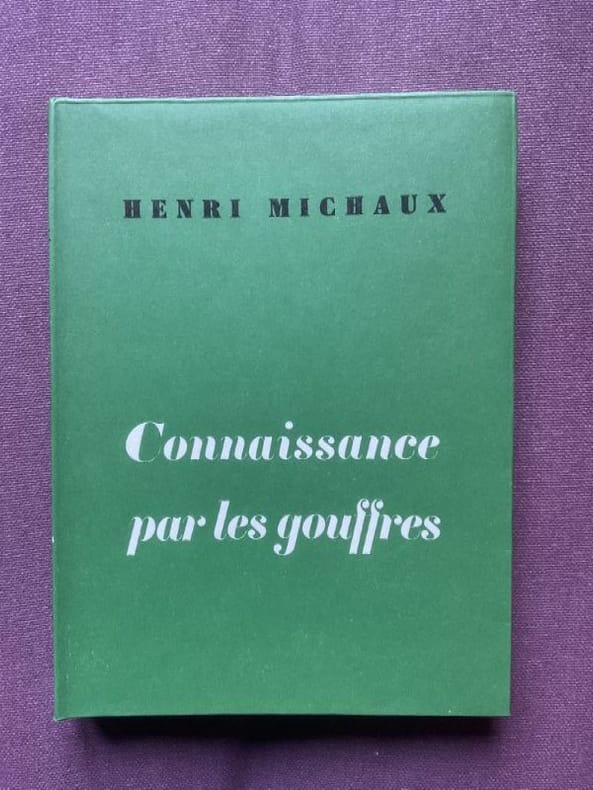 HENRI MICHAUX
Connaissance
par les gouffres